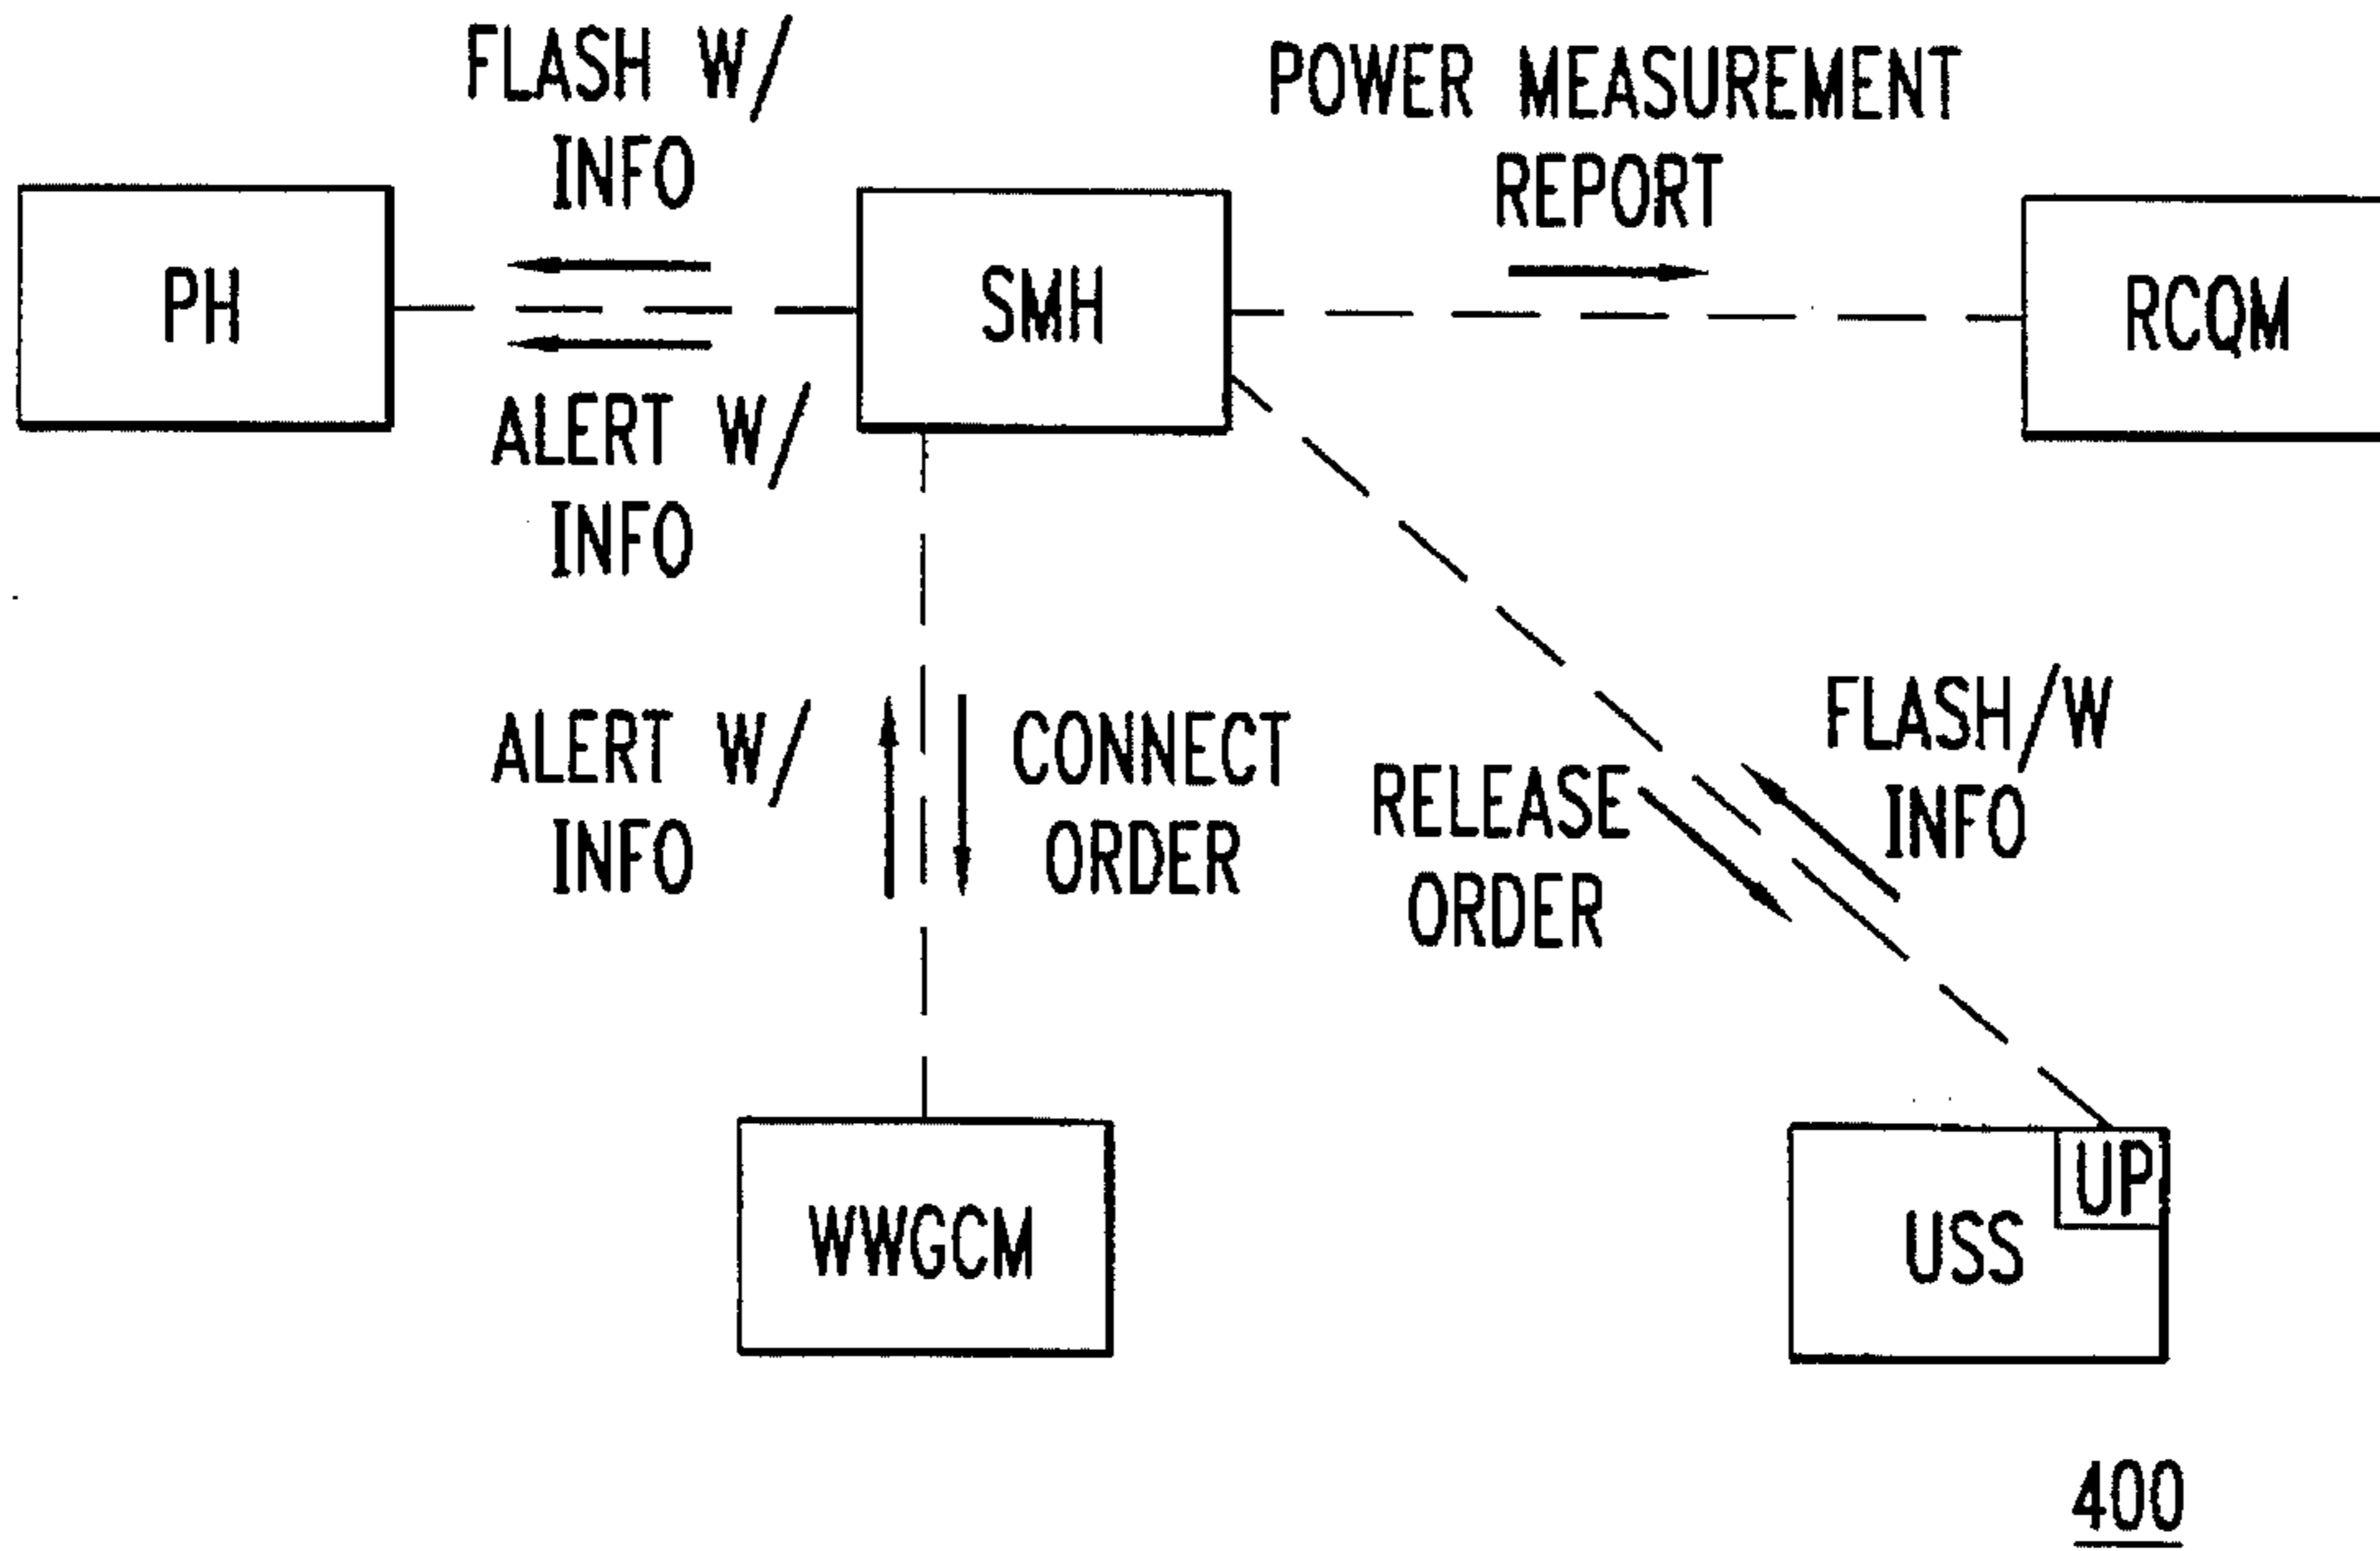 FLASH W/
INFO
POWER MEASUREMENT
REPORT
PH
SMH
RCQM
ALERT W/
INFO
ALERT W/
INFO
CONNECT
ORDER
RELEASE
ORDER
FLASH/W
INFO
WWGCM
USS
UP
400